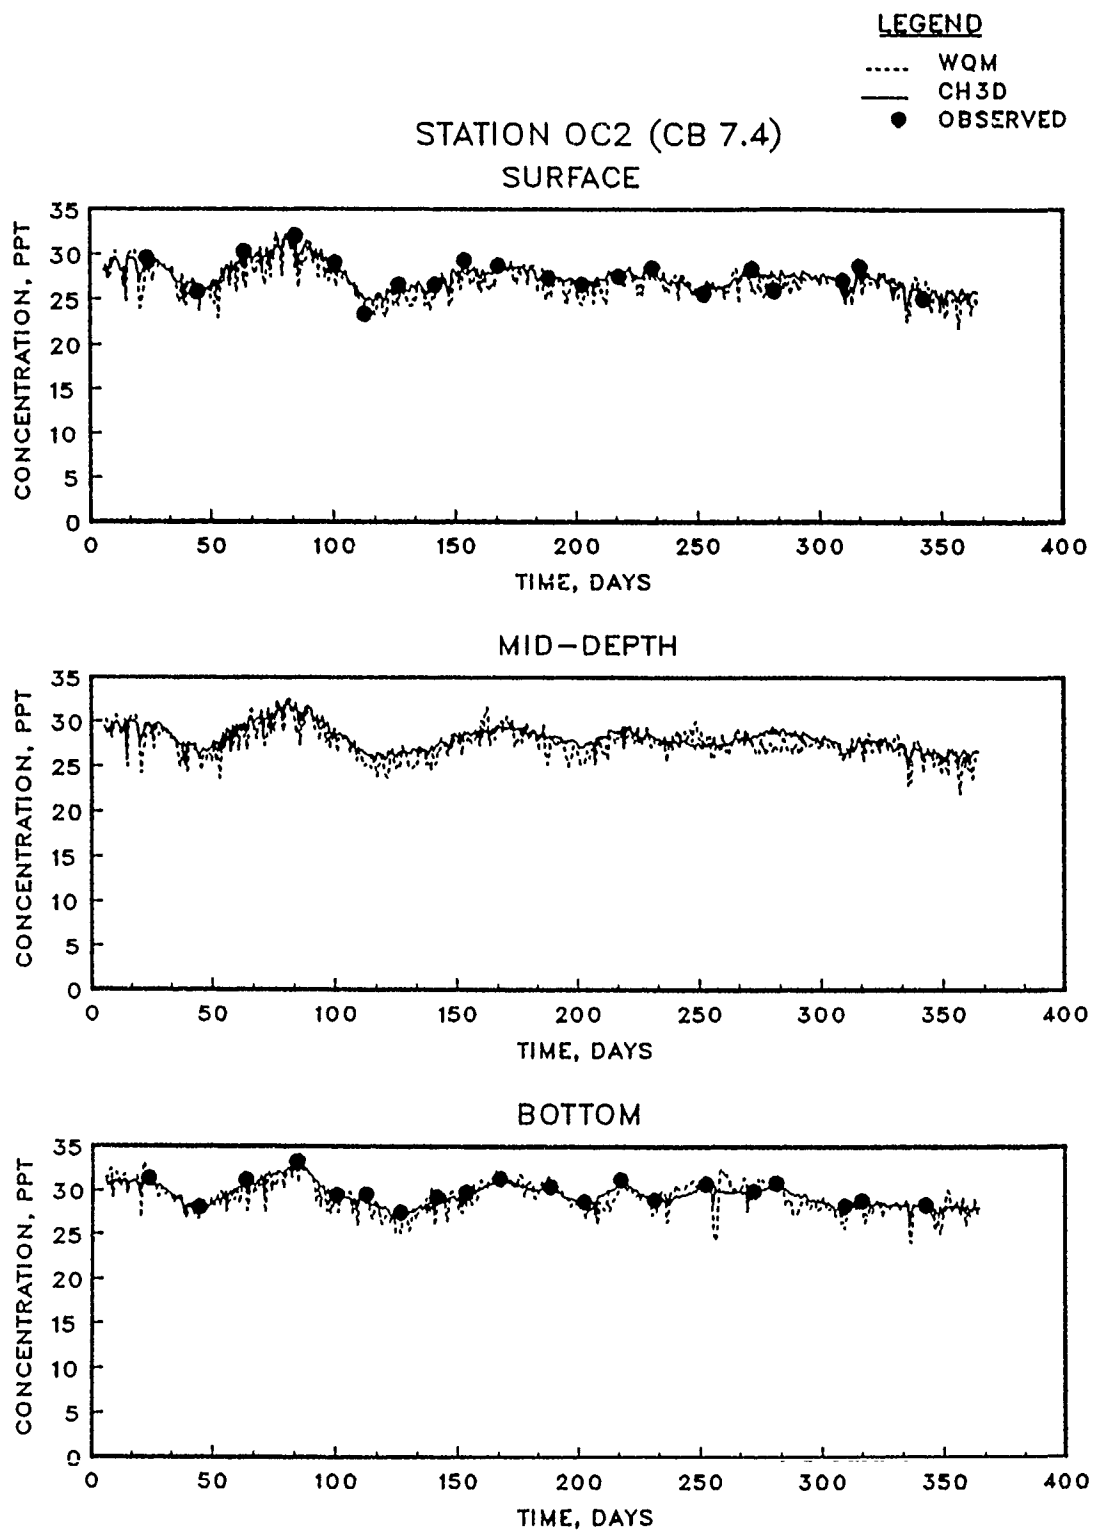 LEGEND
WQM
CH3D
OBSERVED
STATION OC2 (CB 7.4)
SURFACE
CONCENTRATION, PPT
35
30
25
20
15
10
5
0
0 50 100 150 200 250 300 350 400
TIME, DAYS
MID-DEPTH
CONCENTRATION, PPT
35
30
25
20
15
10
5
0
0 50 100 150 200 250 300 350 400
TIME, DAYS
BOTTOM
CONCENTRATION, PPT
35
30
25
20
15
10
5
0
0 50 100 150 200 250 300 350 400
TIME, DAYS